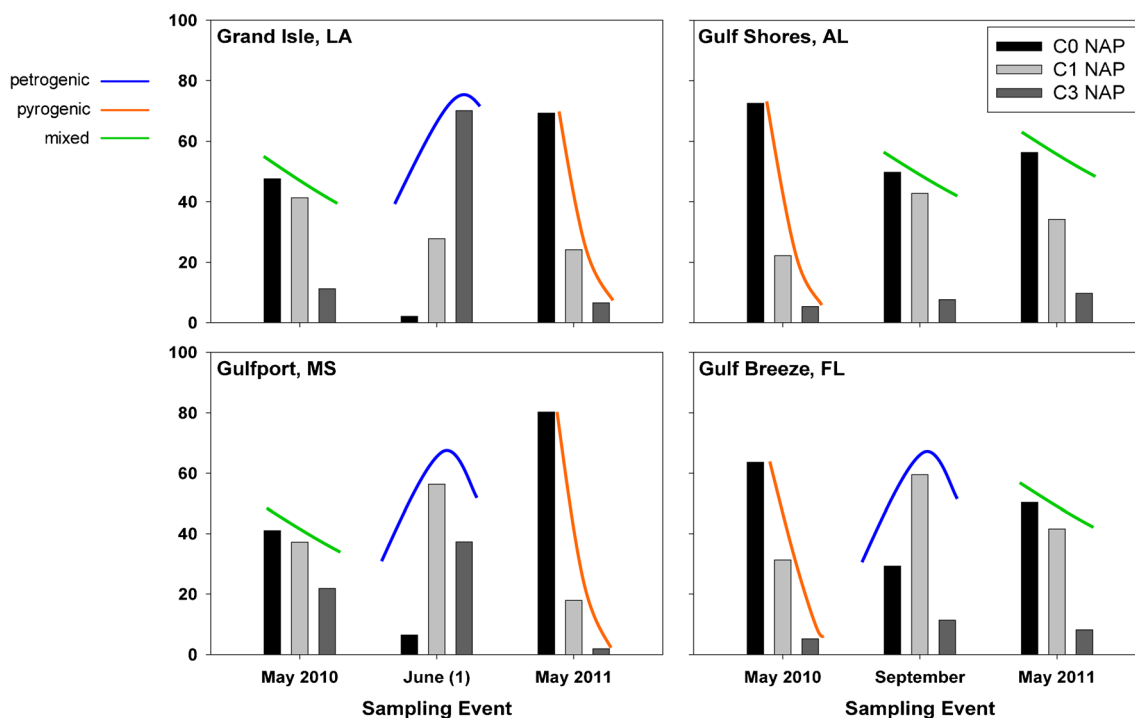 petrogenic
pyrogenic
mixed
100
80
60
40
20
0
Grand Isle, LA
Gulf Shores, AL
C0 NAP
C1 NAP
C3 NAP
100
80
60
40
20
0
Gulfport, MS
Gulf Breeze, FL
May 2010 June (1) May 2011
May 2010 September May 2011
Sampling Event
Sampling Event